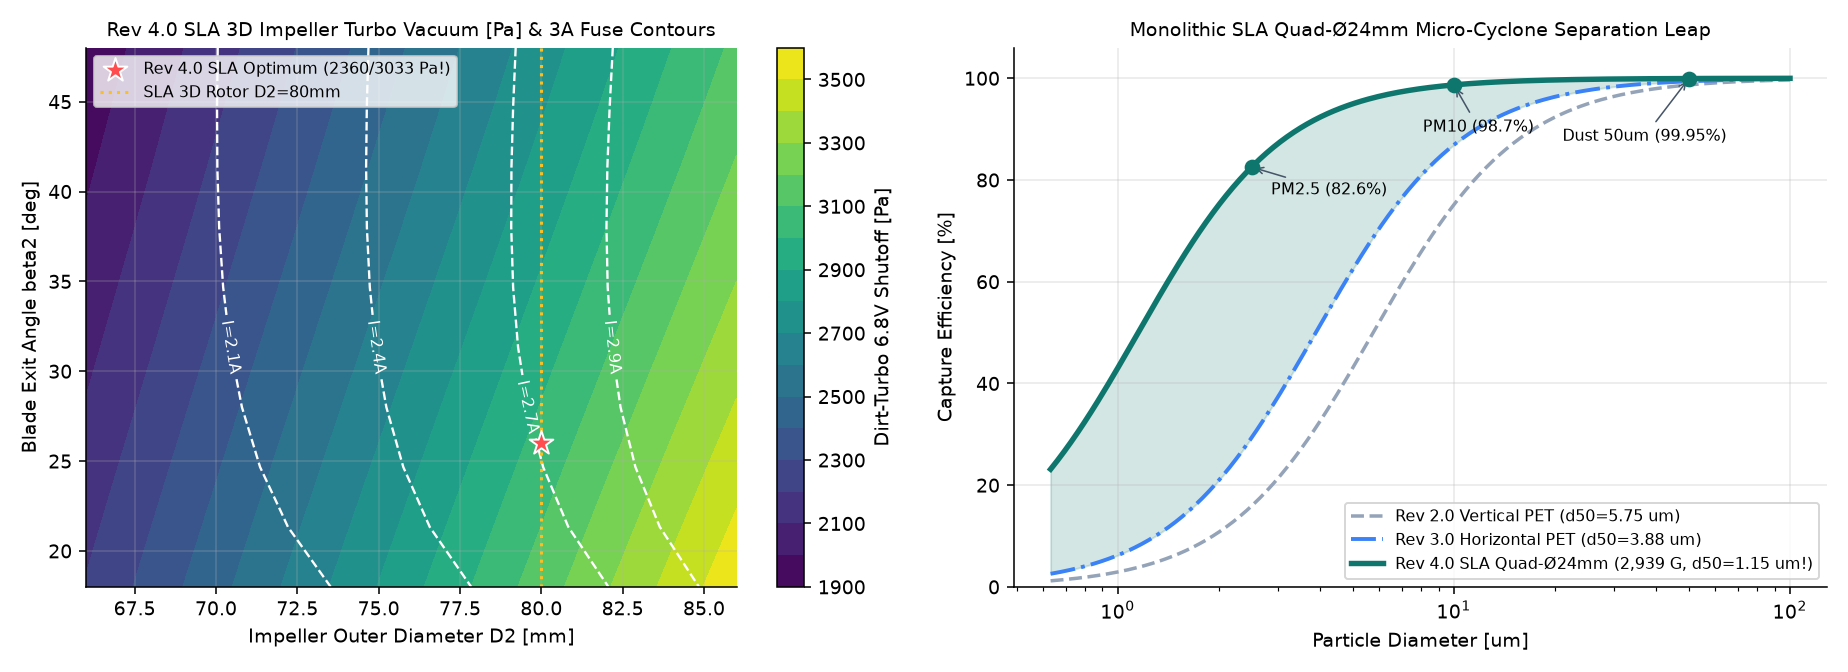 Rev 4.0 SLA 3D Impeller Turbo Vacuum [Pa] & 3A Fuse Contours
Rev 4.0 SLA Optimum (2360/3033 Pa!)
SLA 3D Rotor D2=80mm
Blade Exit Angle beta2 [deg]
45
40
35
30
25
20
I=2.1A
I=2.4A
I=2.7A
I=2.9A
67.5
70.0
72.5
75.0
77.5
80.0
82.5
85.0
Impeller Outer Diameter D2 [mm]
3500
3300
3100
2900
2700
2500
2300
2100
1900
Dirt-Turbo 6.8V Shutoff [Pa]
Monolithic SLA Quad-Ø24mm Micro-Cyclone Separation Leap
Capture Efficiency [%]
100
80
60
40
20
0
PM10 (98.7%)
Dust 50um (99.95%)
PM2.5 (82.6%)
Rev 2.0 Vertical PET (d50=5.75 um)
Rev 3.0 Horizontal PET (d50=3.88 um)
Rev 4.0 SLA Quad-Ø24mm (2,939 G, d50=1.15 um!)
10⁰
10¹
10²
Particle Diameter [um]